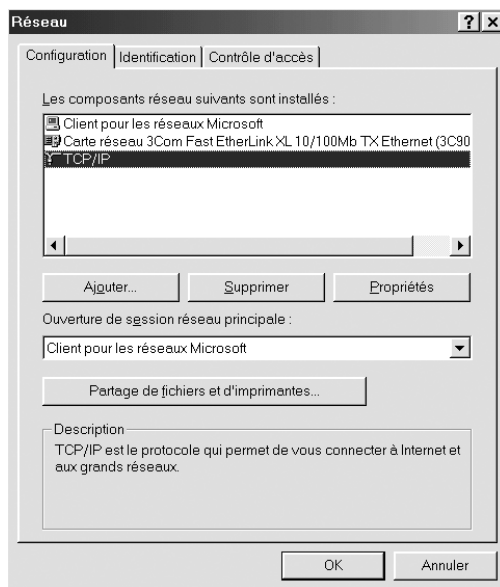 Réseau
Configuration
Identification
Contrôle d'accès
Les composants réseau suivants sont installés :
Client pour les réseaux Microsoft
Carte réseau 3Com Fast EtherLink XL 10/100Mb TX Ethernet (3C90
TCP/IP
Ajouter...
Supprimer
Propriétés
Ouverture de session réseau principale :
Client pour les réseaux Microsoft
Partage de fichiers et d'imprimantes...
Description
TCP/IP est le protocole qui permet de vous connecter à Internet et
aux grands réseaux.
OK
Annuler